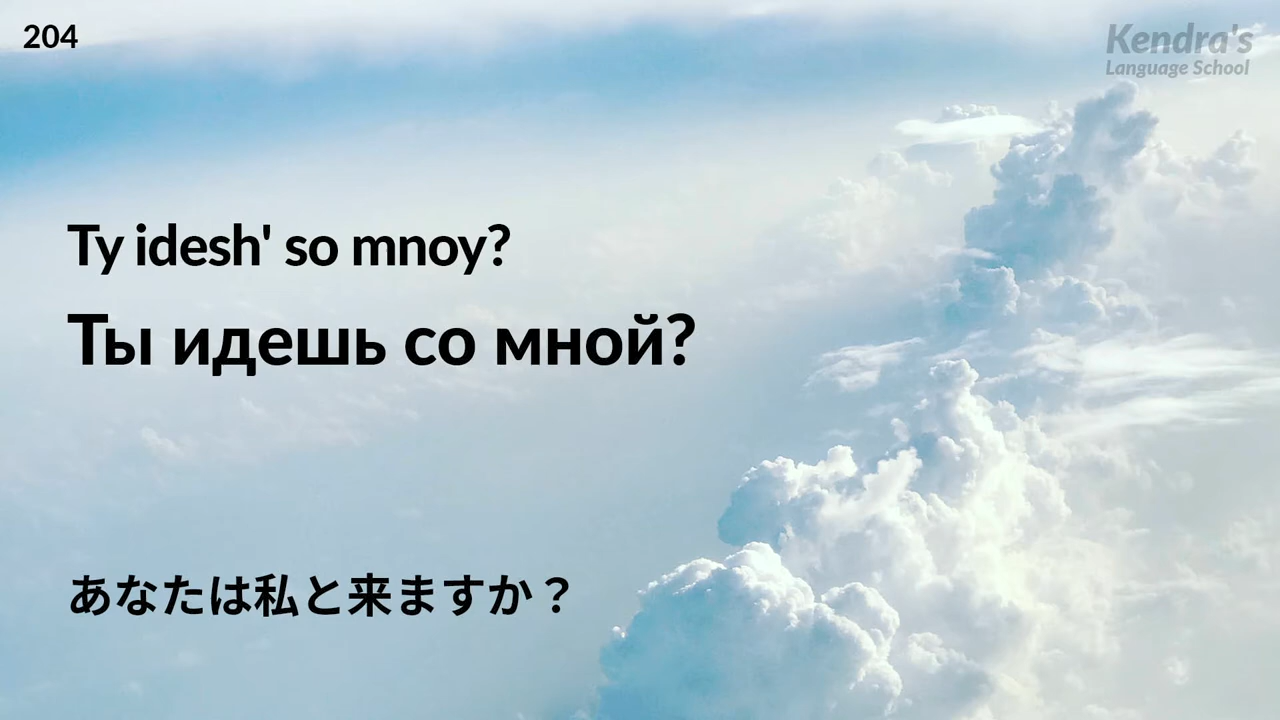 204
Kendra's
Language School
Ty idesh' so mnoy?
Ты идешь со мной?
あなたは私と来ますか？